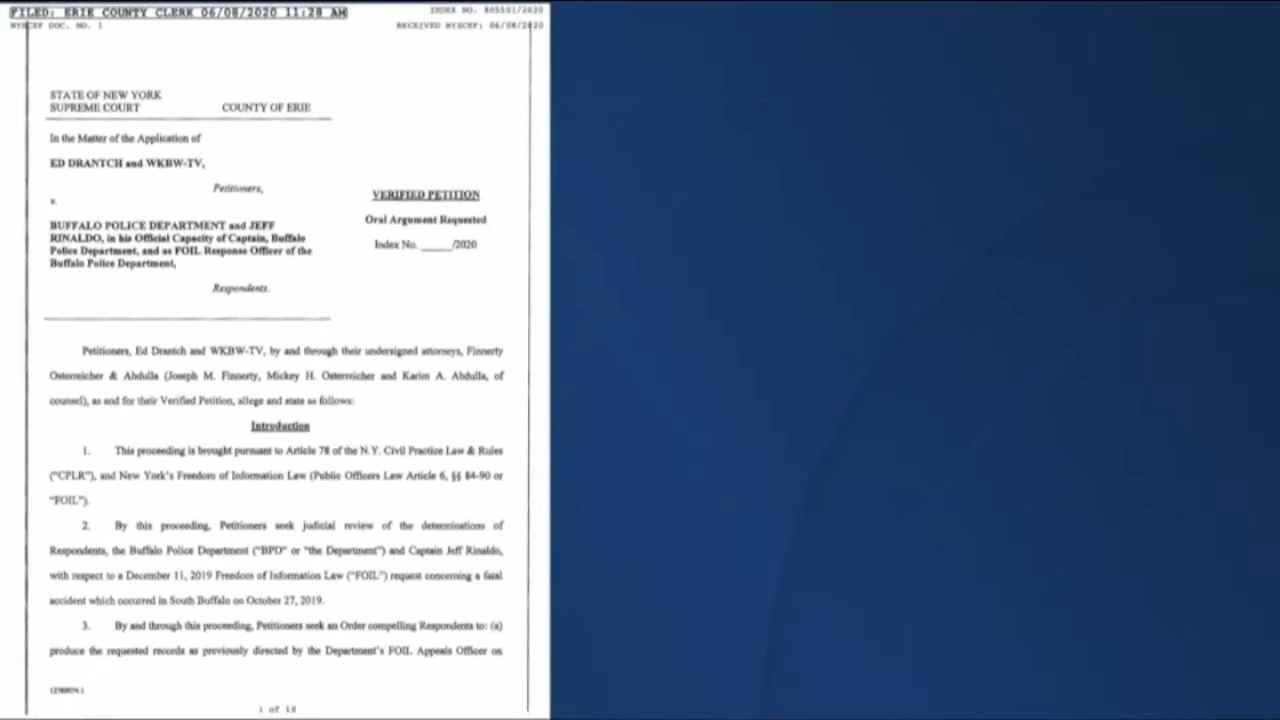 FILED: ERIE COUNTY CLERK 06/08/2020 11:28 AM
INDEX NO. 805501/2020
NYSCEF DOC. NO. 1
RECEIVED NYSCEF: 06/08/2020
STATE OF NEW YORK
SUPREME COURT COUNTY OF ERIE
In the Matter of the Application of
ED DRANTCH and WKBW-TV,
Petitioners,
v.
VERIFIED PETITION
Oral Argument Requested
Index No. _____/2020
BUFFALO POLICE DEPARTMENT and JEFF
RINALDO, in his Official Capacity of Captain, Buffalo
Police Department, and as FOIL Response Officer of the
Buffalo Police Department,
Respondents.
Petitioners, Ed Drantch and WKBW-TV, by and through their undersigned attorneys, Finnerty
Osterreicher & Abdulla (Joseph M. Finnerty, Mickey H. Osterreicher and Karim A. Abdulla, of
counsel), as and for their Verified Petition, allege and state as follows:
Introduction
1. This proceeding is brought pursuant to Article 78 of the N.Y. Civil Practice Law & Rules
("CPLR"), and New York's Freedom of Information Law (Public Officers Law Article 6, §§ 84-90 or
"FOIL").
2. By this proceeding, Petitioners seek judicial review of the determinations of
Respondents, the Buffalo Police Department ("BPD" or "the Department") and Captain Jeff Rinaldo,
with respect to a December 11, 2019 Freedom of Information Law ("FOIL") request concerning a fatal
accident which occurred in South Buffalo on October 27, 2019.
3. By and through this proceeding, Petitioners seek an Order compelling Respondents to: (a)
produce the requested records as previously directed by the Department's FOIL Appeals Officer on
1 of 18